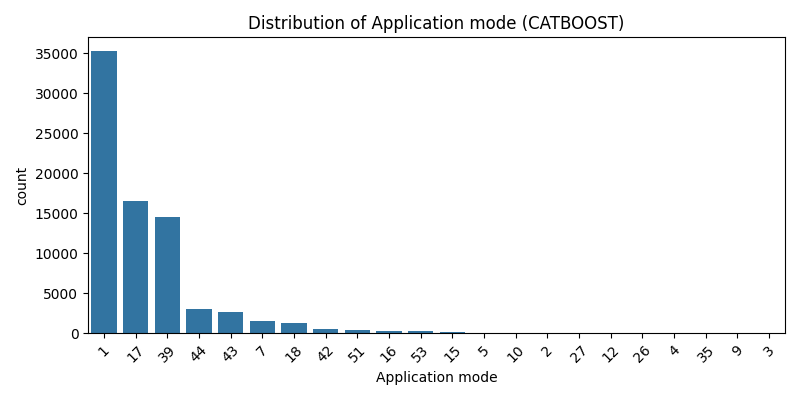 Distribution of Application mode (CATBOOST)
35000
30000
25000
20000
15000
10000
5000
0
count
1 17 39 44 43 7 18 42 51 16 53 15 5 10 2 27 12 26 4 35 9 3
Application mode